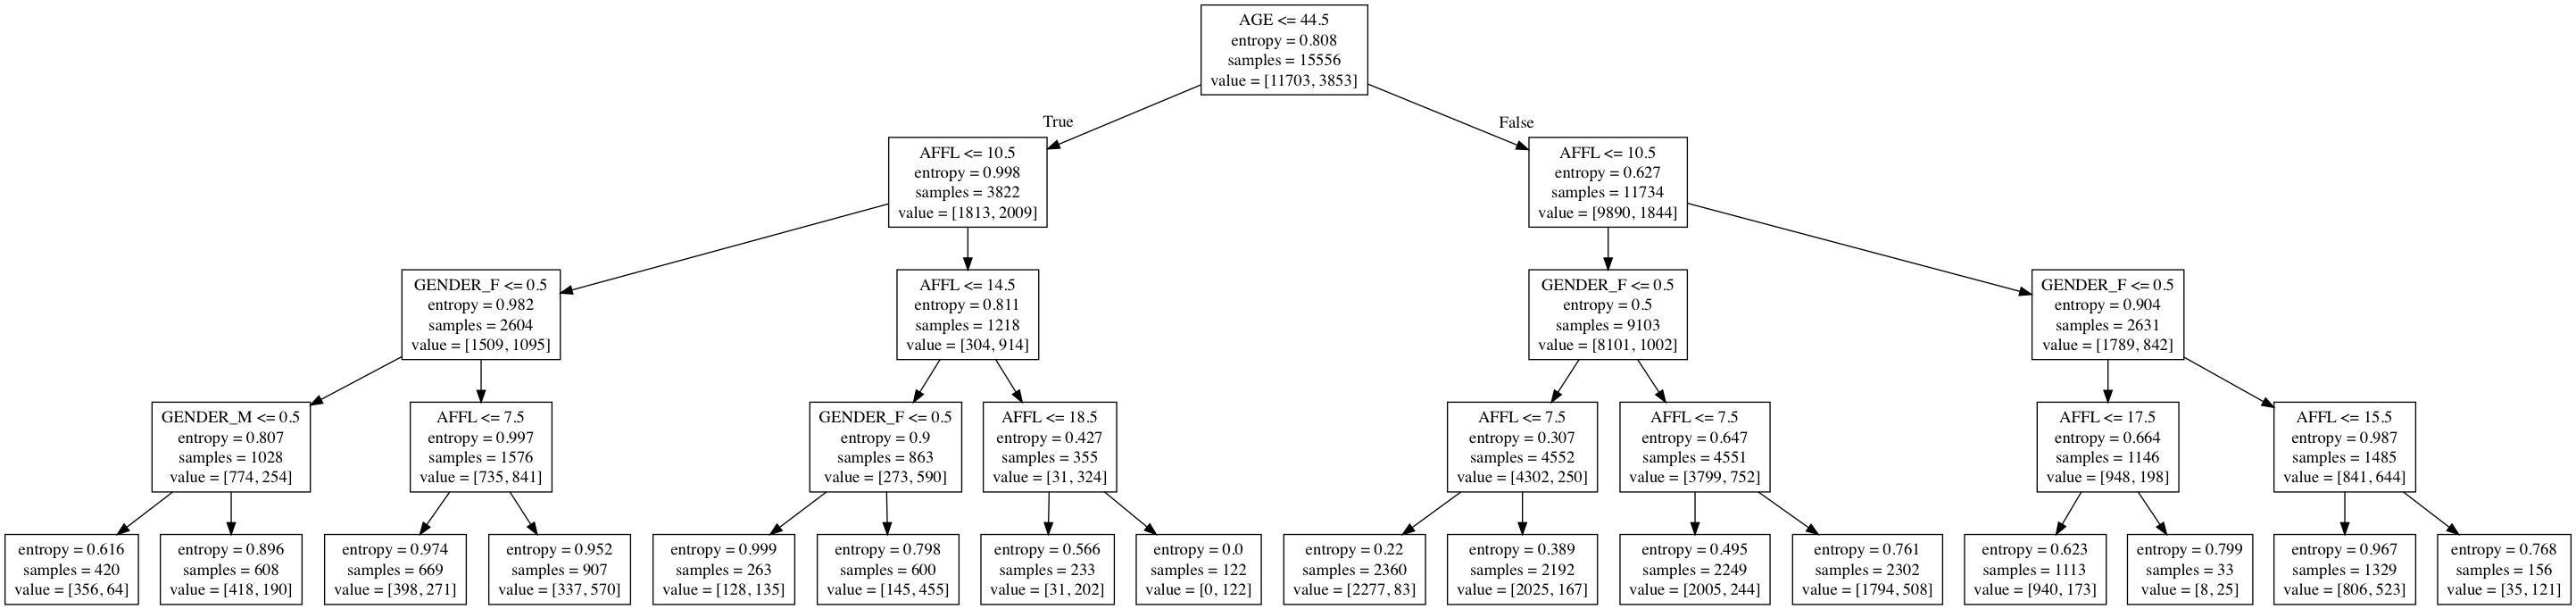 AGE <= 44.5
entropy = 0.808
samples = 15556
value = [11703, 3853]
True
False
AFFL <= 10.5
entropy = 0.998
samples = 3822
value = [1813, 2009]
AFFL <= 10.5
entropy = 0.627
samples = 11734
value = [9890, 1844]
GENDER_F <= 0.5
entropy = 0.982
samples = 2604
value = [1509, 1095]
AFFL <= 14.5
entropy = 0.811
samples = 1218
value = [304, 914]
GENDER_F <= 0.5
entropy = 0.5
samples = 9103
value = [8101, 1002]
GENDER_F <= 0.5
entropy = 0.904
samples = 2631
value = [1789, 842]
GENDER_M <= 0.5
entropy = 0.807
samples = 1028
value = [774, 254]
AFFL <= 7.5
entropy = 0.997
samples = 1576
value = [735, 841]
GENDER_F <= 0.5
entropy = 0.9
samples = 863
value = [273, 590]
AFFL <= 18.5
entropy = 0.427
samples = 355
value = [31, 324]
AFFL <= 7.5
entropy = 0.307
samples = 4552
value = [4302, 250]
AFFL <= 7.5
entropy = 0.647
samples = 4551
value = [3799, 752]
AFFL <= 17.5
entropy = 0.664
samples = 1146
value = [948, 198]
AFFL <= 15.5
entropy = 0.987
samples = 1485
value = [841, 644]
entropy = 0.616
samples = 420
value = [356, 64]
entropy = 0.896
samples = 608
value = [418, 190]
entropy = 0.974
samples = 669
value = [398, 271]
entropy = 0.952
samples = 907
value = [337, 570]
entropy = 0.999
samples = 263
value = [128, 135]
entropy = 0.798
samples = 600
value = [145, 455]
entropy = 0.566
samples = 233
value = [31, 202]
entropy = 0.0
samples = 122
value = [0, 122]
entropy = 0.22
samples = 2360
value = [2277, 83]
entropy = 0.389
samples = 2192
value = [2025, 167]
entropy = 0.495
samples = 2249
value = [2005, 244]
entropy = 0.761
samples = 2302
value = [1794, 508]
entropy = 0.623
samples = 1113
value = [940, 173]
entropy = 0.799
samples = 33
value = [8, 25]
entropy = 0.967
samples = 1329
value = [806, 523]
entropy = 0.768
samples = 156
value = [35, 121]